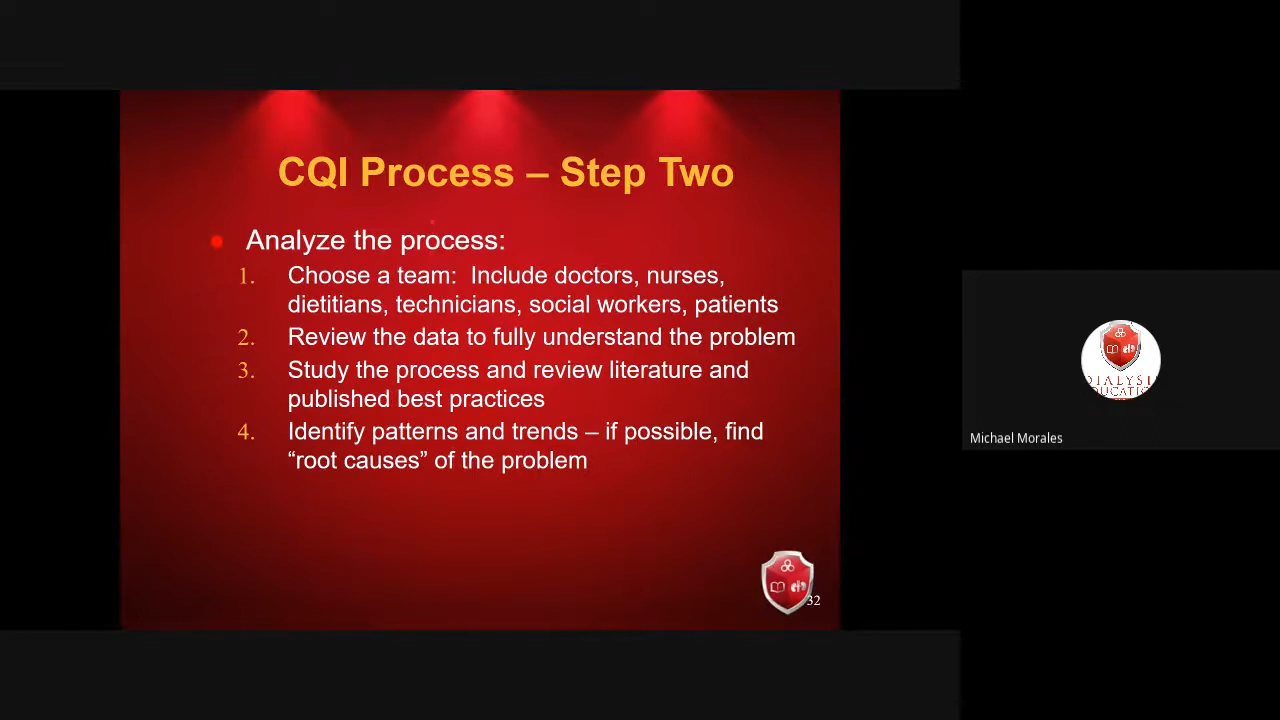 CQI Process – Step Two
Analyze the process:
1. Choose a team:  Include doctors, nurses,
dietitians, technicians, social workers, patients
2. Review the data to fully understand the problem
3. Study the process and review literature and
published best practices
4. Identify patterns and trends – if possible, find
“root causes” of the problem
32
Michael Morales